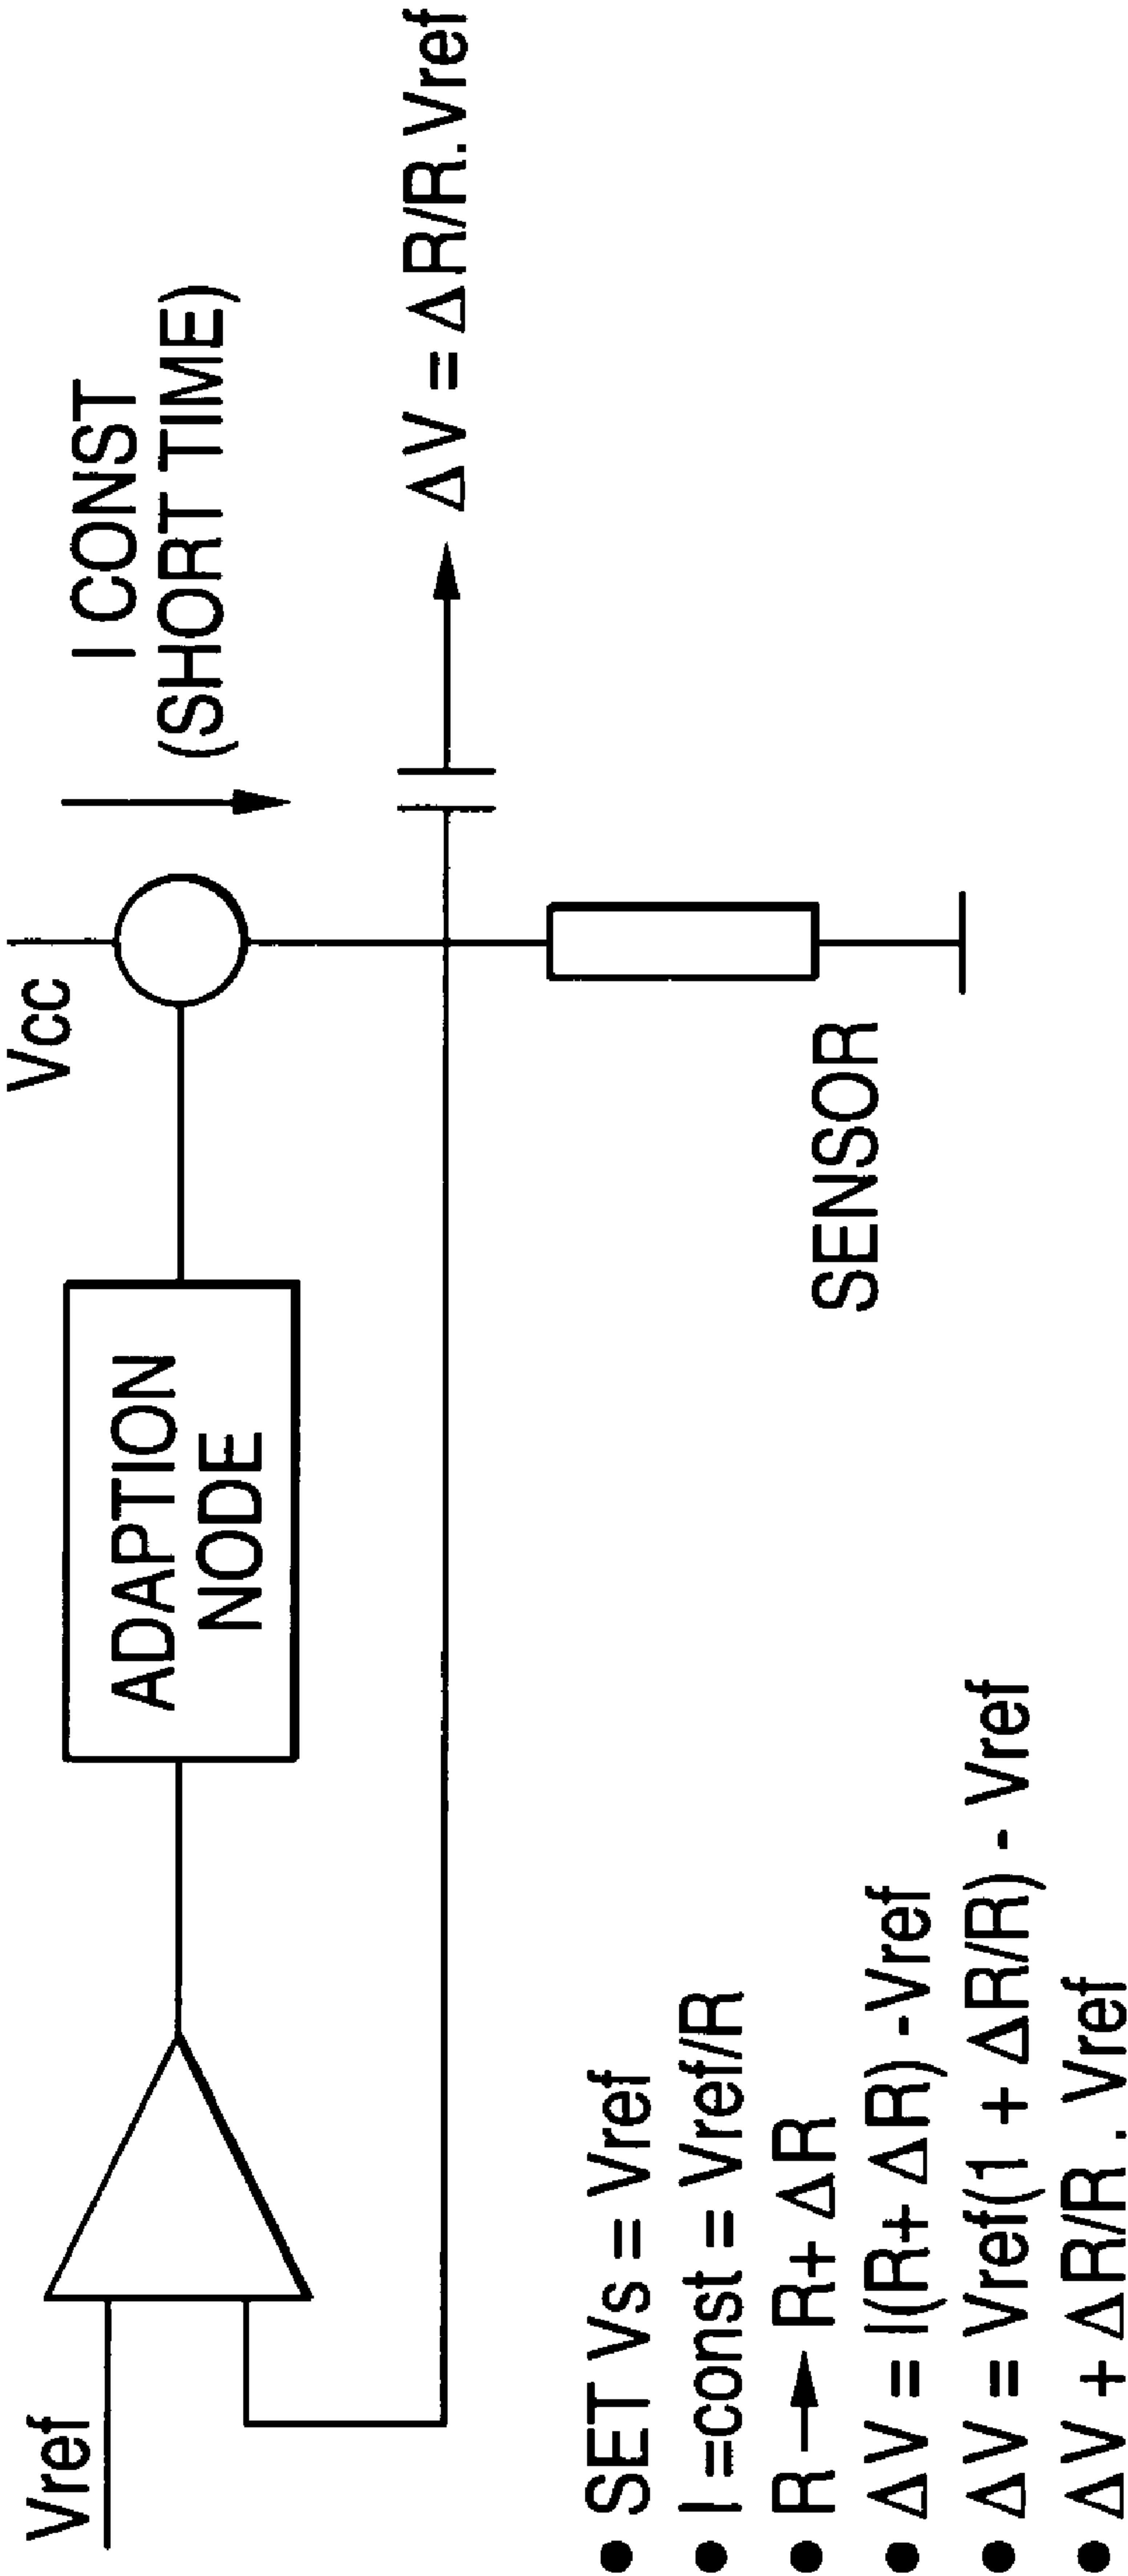 Vref
ADAPTION
NODE
Vcc
I CONST
(SHORT TIME)
ΔV = ΔR/R.Vref
SENSOR
• SET Vs = Vref
• I =const = Vref/R
• R → R+ ΔR
• ΔV = I(R+ ΔR) -Vref
• ΔV = Vref(1 + ΔR/R) - Vref
• ΔV + ΔR/R . Vref